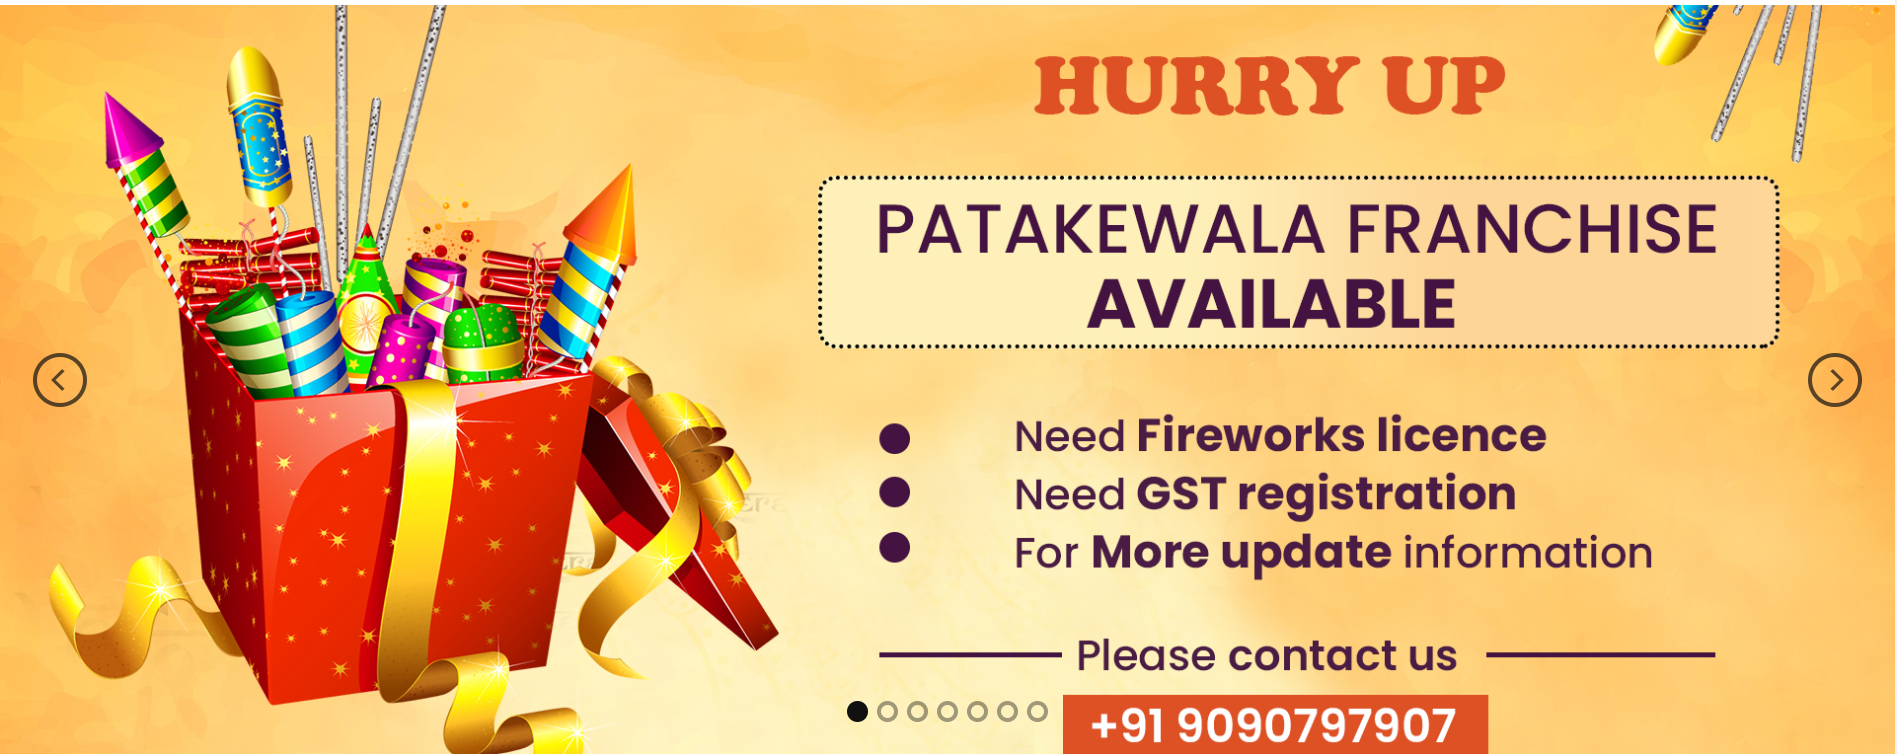 HURRY UP
PATAKEWALA FRANCHISE
AVAILABLE
Need Fireworks licence
Need GST registration
For More update information
Please contact us
+91 9090797907